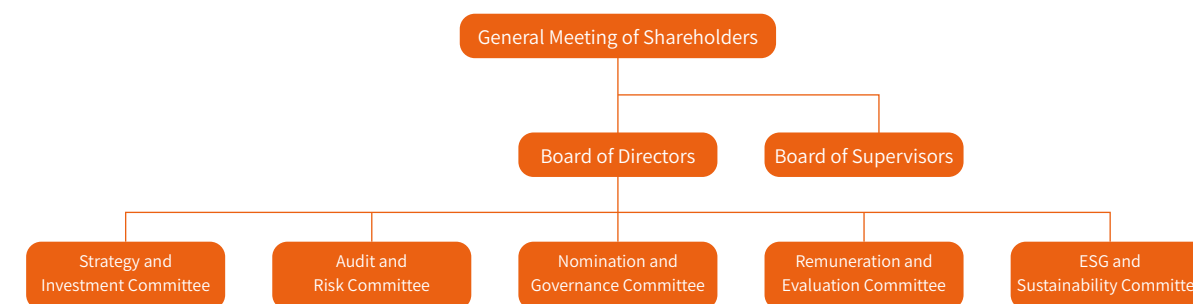 General Meeting of Shareholders
Board of Directors
Board of Supervisors
Strategy and
Investment Committee
Audit and
Risk Committee
Nomination and
Governance Committee
Remuneration and
Evaluation Committee
ESG and
Sustainability Committe